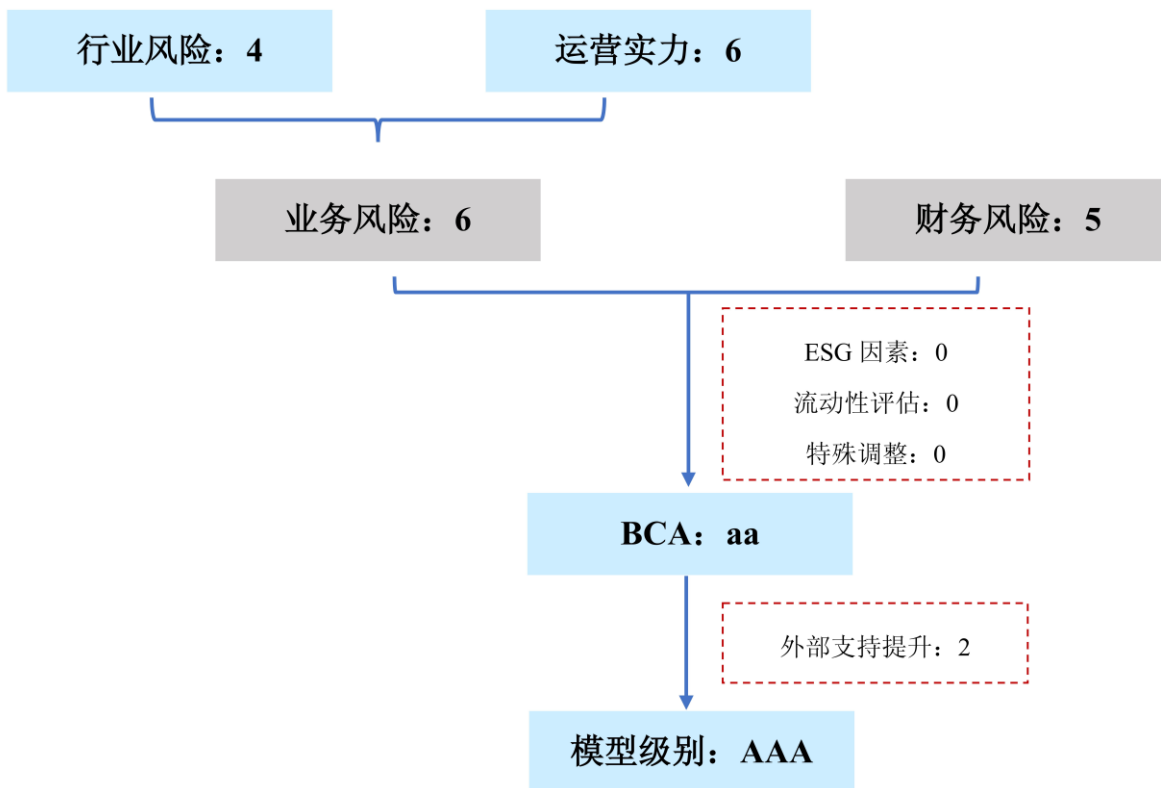 行业风险：4
运营实力：6
业务风险：6
财务风险：5
ESG 因素：0
流动性评估：0
特殊调整：0
BCA：aa
外部支持提升：2
模型级别：AAA